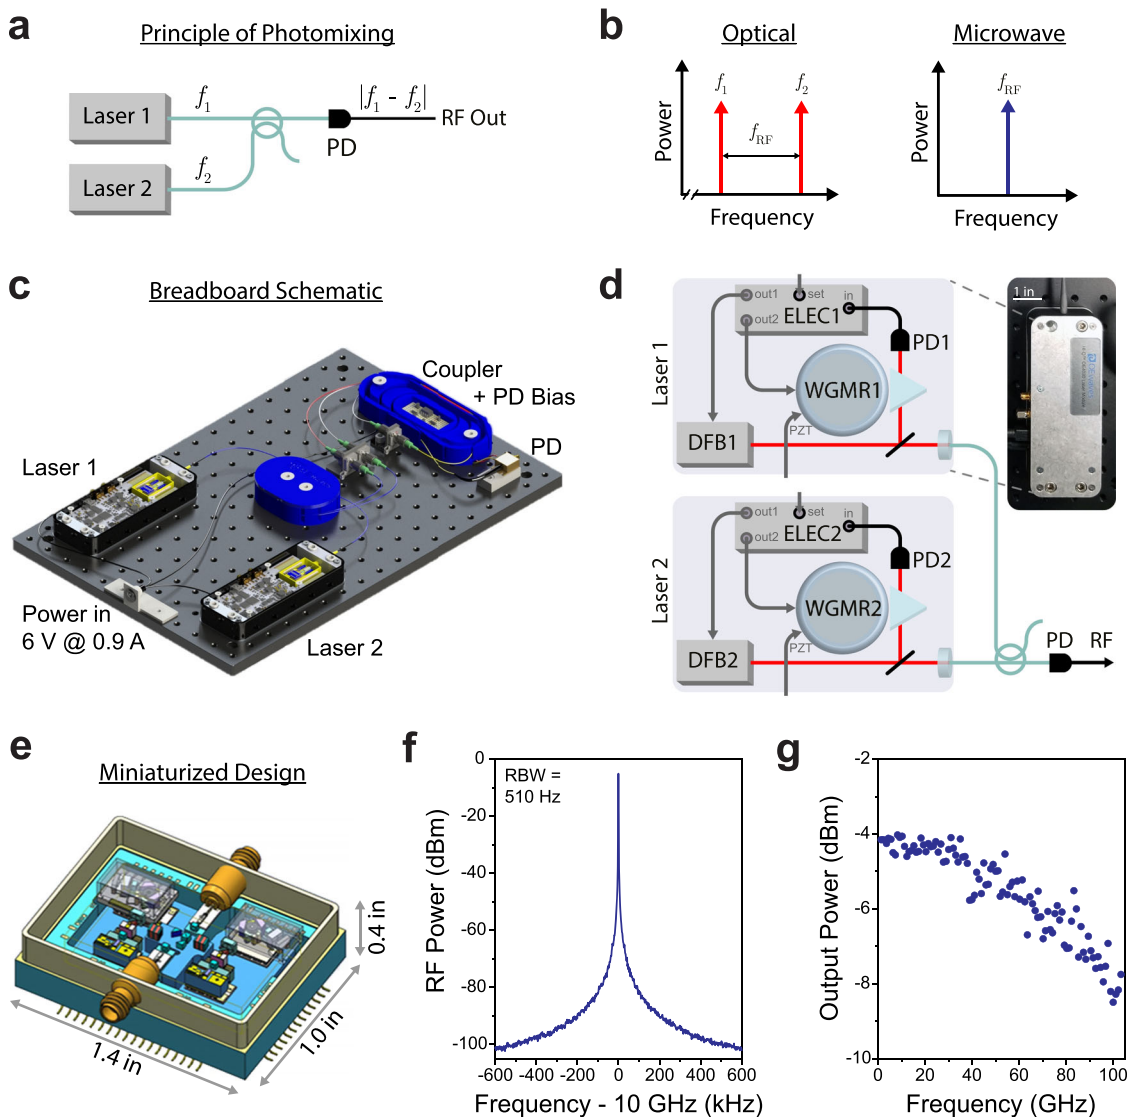 a
Principle of Photomixing
Laser 1
f1
|f1 - f2|
RF Out
PD
Laser 2
f2
b
Optical
Microwave
Power
f1
f2
fRF
Frequency
Power
fRF
Frequency
c
Breadboard Schematic
Coupler
+ PD Bias
PD
Laser 1
Power in
6 V @ 0.9 A
Laser 2
d
Laser 1
out1
set
in
out2
ELEC1
PD1
WGMR1
PZT
DFB1
1 in
Laser 2
out1
set
in
out2
ELEC2
PD2
WGMR2
PZT
DFB2
PD
RF
e
Miniaturized Design
0.4 in
1.0 in
1.4 in
f
RBW =
510 Hz
RF Power (dBm)
0
-20
-40
-60
-80
-100
-600
-400
-200
0
200
400
600
Frequency - 10 GHz (kHz)
g
Output Power (dBm)
-2
-4
-6
-8
-10
0
20
40
60
80
100
Frequency (GHz)